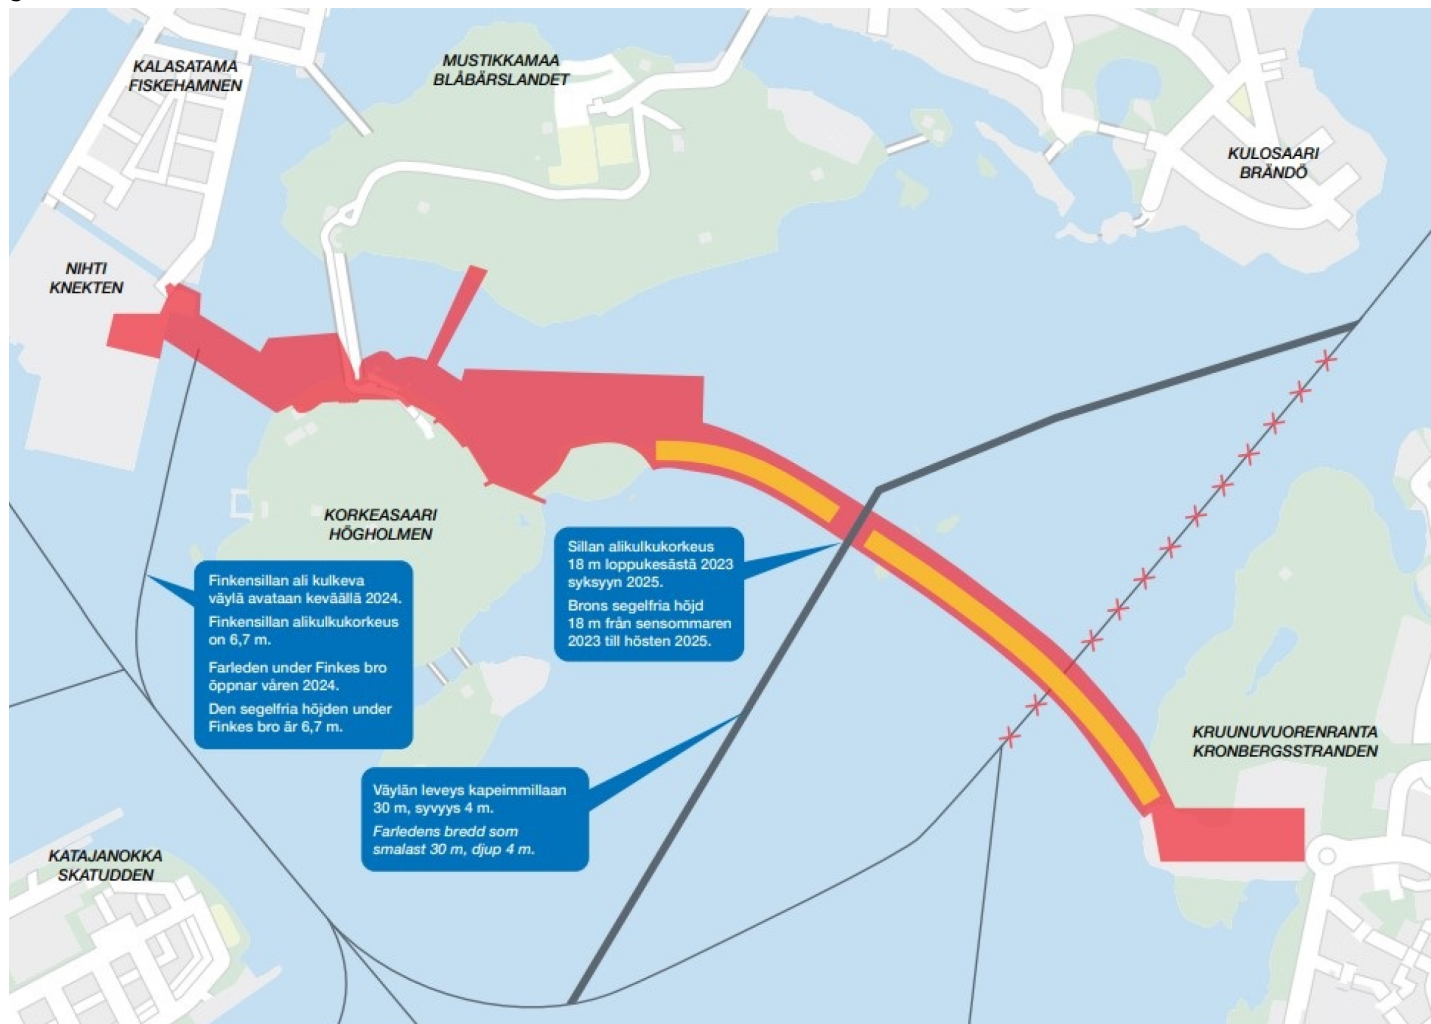 KALASATAMA
FISKEHAMNEN
MUSTIKKAMAA
BLÅBÄRSLANDET
KULOSAARI
BRÄNDÖ
NIHTI
KNEKTEN
KORKEASAARI
HÖGHOLMEN
Sillan alikulkukorkeus
18 m loppukesästä 2023
syksyyn 2025.
Brons segelfria höjd
18 m från sensommaren
2023 till hösten 2025.
Finkensillan ali kulkeva
väylä avataan keväällä 2024.
Finkensillan alikulkukorkeus
on 6,7 m.
Farleden under Finkes bro
öppnar våren 2024.
Den segelfria höjden under
Finkes bro är 6,7 m.
KRUUNUVUORENRANTA
KRONBERGSSTRANDEN
Väylän leveys kapeimmillaan
30 m, syvyys 4 m.
Farledens bredd som
smalast 30 m, djup 4 m.
KATAJANOKKA
SKATUDDEN